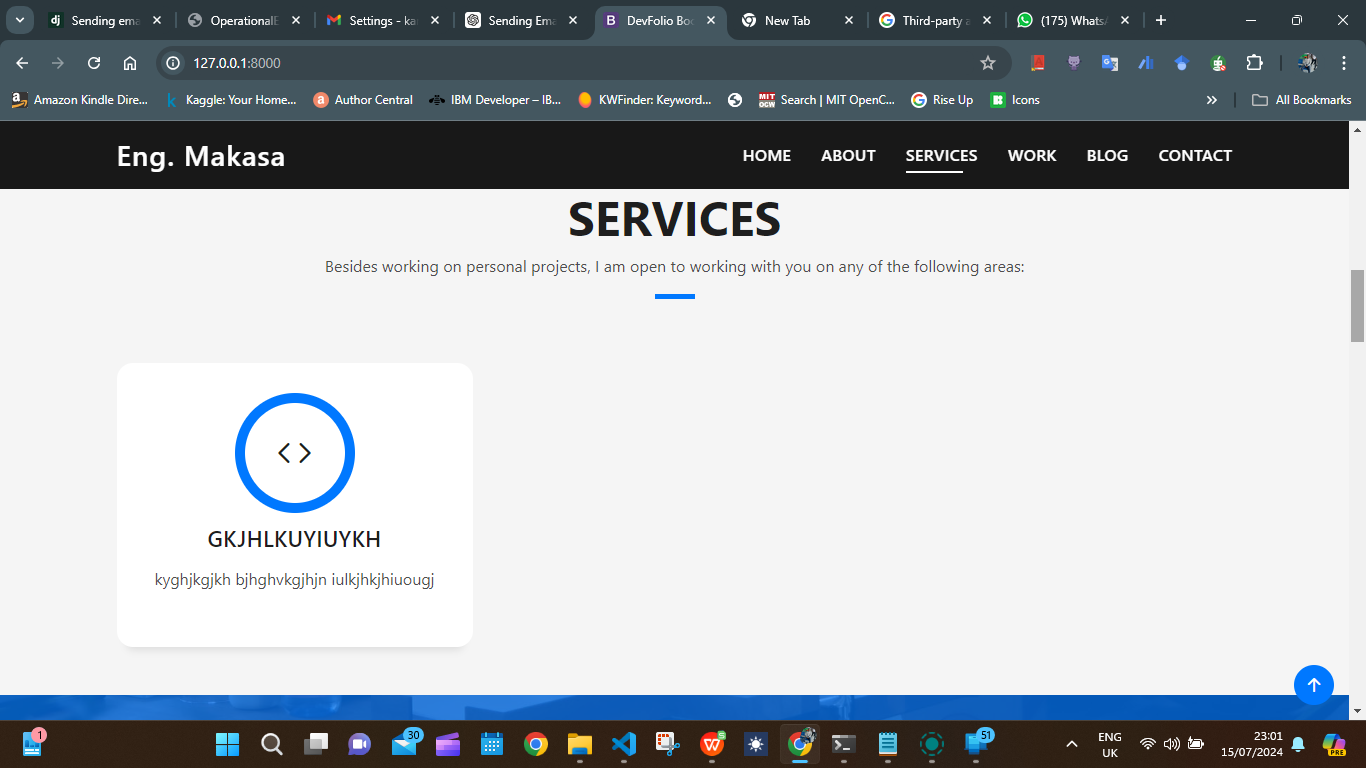 Sending ema
OperationalE
Settings - ka
Sending Ema
DevFolio Boo
New Tab
Third-party a
(175) Whats
127.0.0.1:8000
Amazon Kindle Dire...
Kaggle: Your Home...
Author Central
IBM Developer – IB...
KWFinder: Keyword...
Search | MIT OpenC...
Rise Up
Icons
All Bookmarks
Eng. Makasa
HOME
ABOUT
SERVICES
WORK
BLOG
CONTACT
SERVICES
Besides working on personal projects, I am open to working with you on any of the following areas:
GKJHLKUYIUYKH
kyghjkgjkh bjhghvkgjhjn iulkjhkjhiuougj
1
30
51
ENG
UK
23:01
15/07/2024
PRE